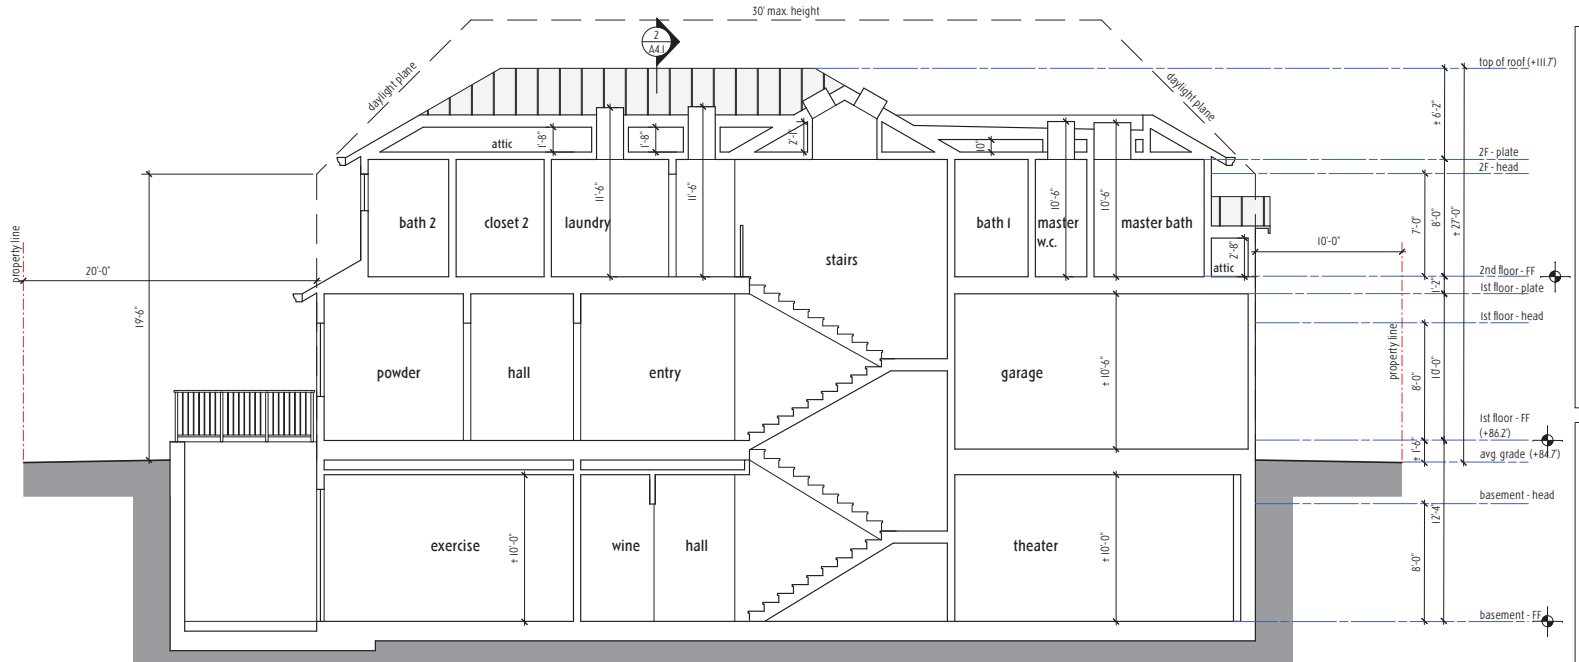 30' max. height
2
A4.1
daylight plane
daylight plane
top of roof (+111.7')
± 6'-2"
attic
1'-8"
1'-8"
2'-1"
10"
2F - plate
2F - head
bath 2
closet 2
laundry
11'-6"
11'-6"
stairs
bath 1
master
w.c.
10'-6"
10'-6"
master bath
attic
2'-8"
7'-0"
8'-0"
± 27'-0"
property line
20'-0"
10'-0"
2nd floor - FF
1'-2"
1st floor - plate
19'-6"
1st floor - head
powder
hall
entry
garage
± 10'-6"
property line
8'-0"
10'-0"
1st floor - FF
(+86.2')
± 1'-6"
avg. grade (+84.7')
basement - head
12'-4"
exercise
± 10'-0"
wine
hall
theater
± 10'-0"
8'-0"
basement - FF